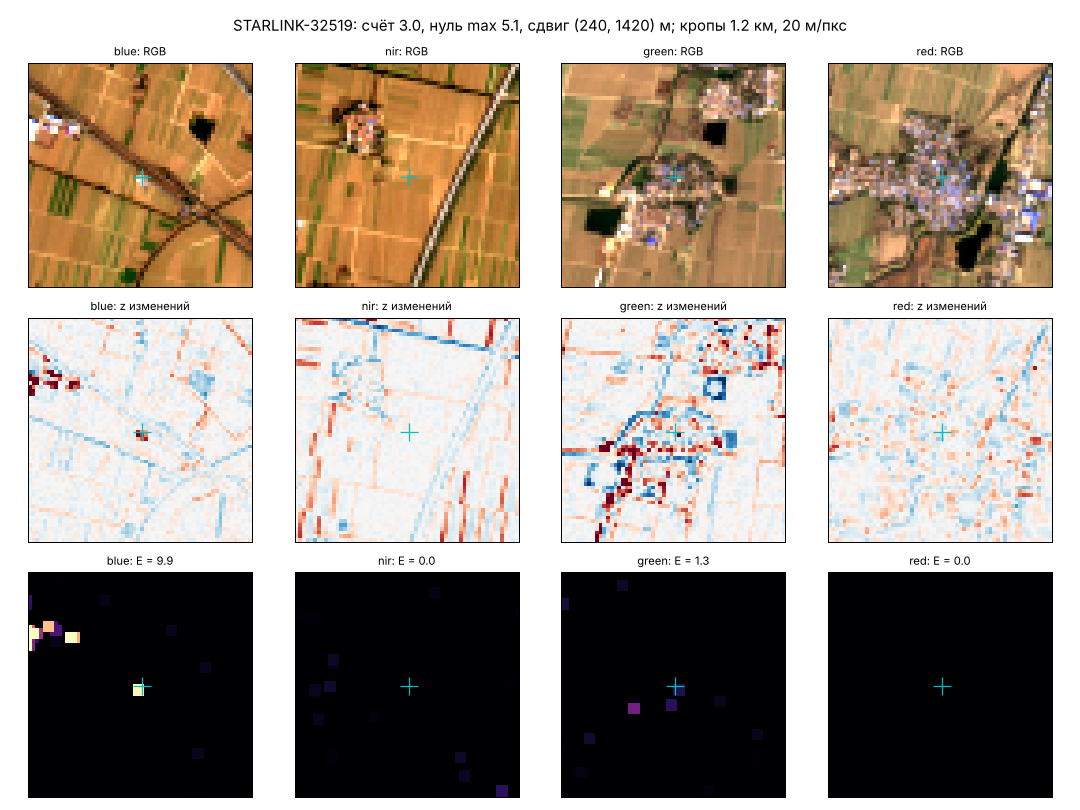 STARLINK-32519: счёт 3.0, нуль max 5.1, сдвиг (240, 1420) м; кропы 1.2 км, 20 м/пкс
blue: RGB
nir: RGB
green: RGB
red: RGB
blue: z изменений
nir: z изменений
green: z изменений
red: z изменений
blue: E = 9.9
nir: E = 0.0
green: E = 1.3
red: E = 0.0